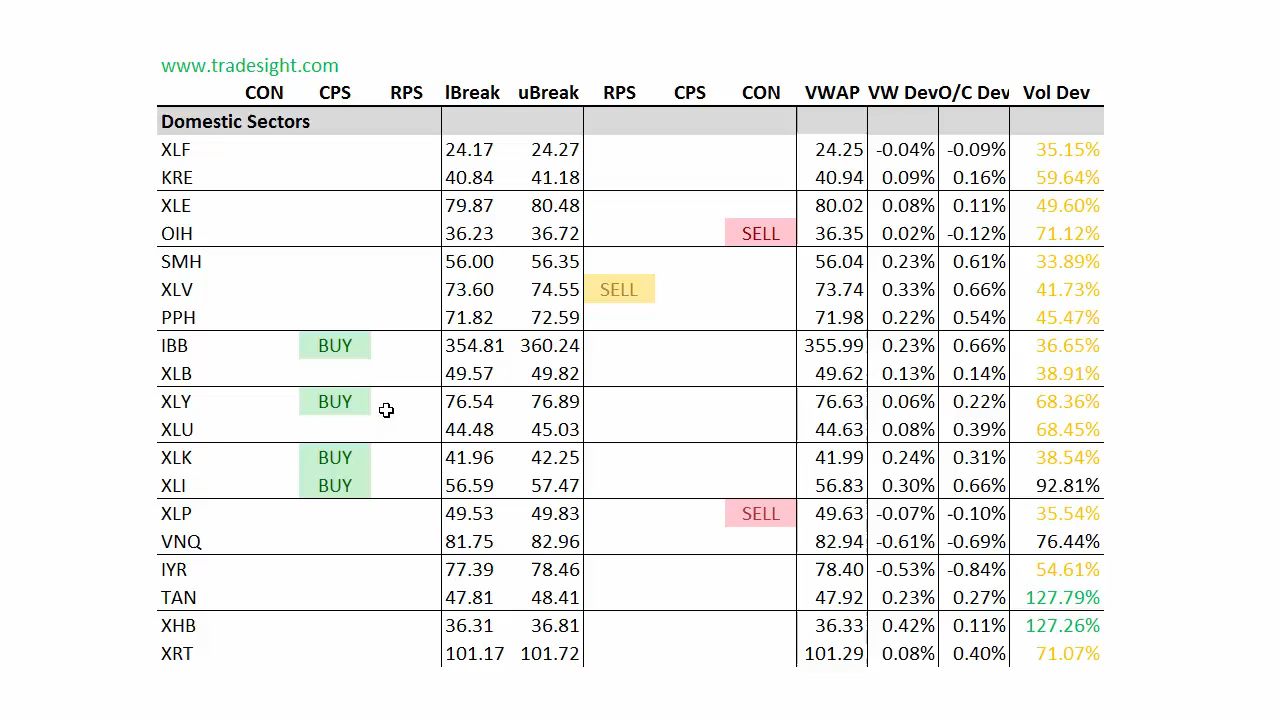 www.tradesight.com
CON CPS RPS lBreak uBreak RPS CPS CON VWAP VW Dev O/C Dev Vol Dev
Domestic Sectors
XLF 24.17 24.27 24.25 -0.04% -0.09% 35.15%
KRE 40.84 41.18 40.94 0.09% 0.16% 59.64%
XLE 79.87 80.48 80.02 0.08% 0.11% 49.60%
OIH 36.23 36.72 SELL 36.35 0.02% -0.12% 71.12%
SMH 56.00 56.35 56.04 0.23% 0.61% 33.89%
XLV 73.60 74.55 SELL 73.74 0.33% 0.66% 41.73%
PPH 71.82 72.59 71.98 0.22% 0.54% 45.47%
IBB BUY 354.81 360.24 355.99 0.23% 0.66% 36.65%
XLB 49.57 49.82 49.62 0.13% 0.14% 38.91%
XLY BUY 76.54 76.89 76.63 0.06% 0.22% 68.36%
XLU 44.48 45.03 44.63 0.08% 0.39% 68.45%
XLK BUY 41.96 42.25 41.99 0.24% 0.31% 38.54%
XLI BUY 56.59 57.47 56.83 0.30% 0.66% 92.81%
XLP 49.53 49.83 SELL 49.63 -0.07% -0.10% 35.54%
VNQ 81.75 82.96 82.94 -0.61% -0.69% 76.44%
IYR 77.39 78.46 78.40 -0.53% -0.84% 54.61%
TAN 47.81 48.41 47.92 0.23% 0.27% 127.79%
XHB 36.31 36.81 36.33 0.42% 0.11% 127.26%
XRT 101.17 101.72 101.29 0.08% 0.40% 71.07%